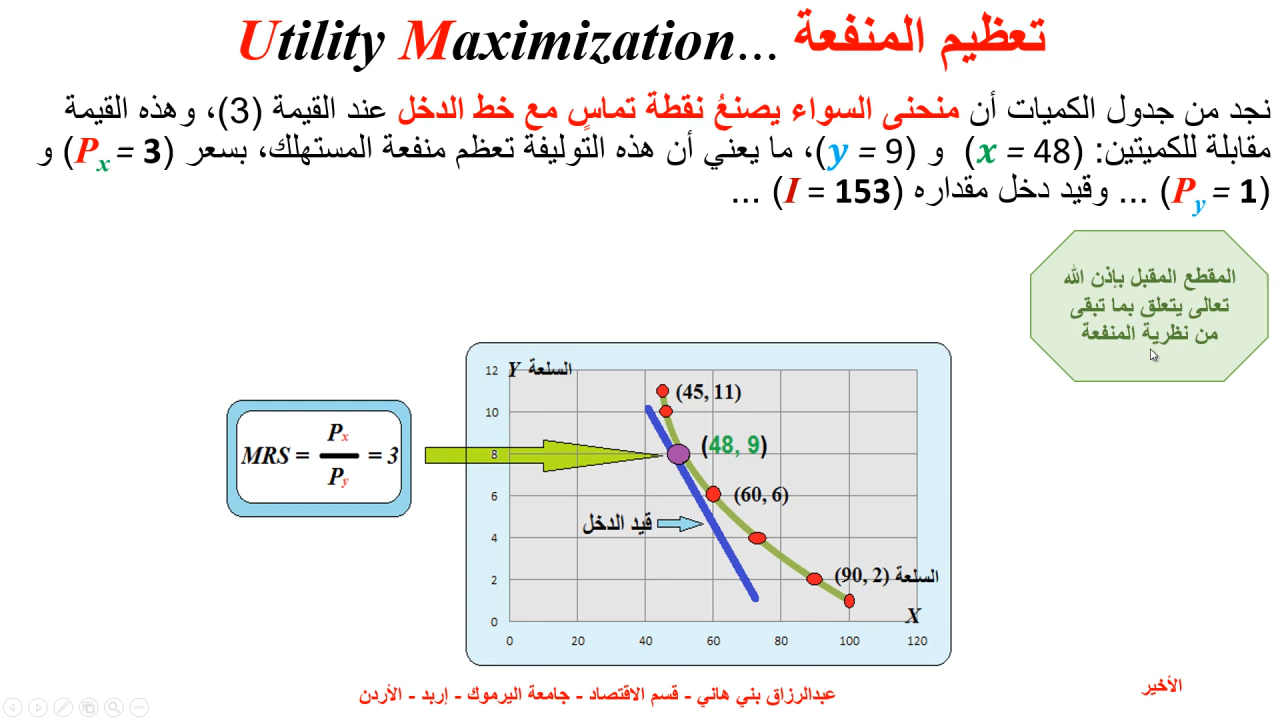 Utility Maximization... تعظيم المنفعة
نجد من جدول الكميات أن منحنى السواء يصنعُ نقطة تماسٍ مع خط الدخل عند القيمة (3)، وهذه القيمة
مقابلة للكميتين: (x = 48) و (y = 9)، ما يعني أن هذه التوليفة تعظم منفعة المستهلك، بسعر (Px = 3) و
(Py = 1) ... وقيد دخل مقداره (I = 153) ...
المقطع المقبل بإذن الله
تعالى يتعلق بما تبقى
من نظرية المنفعة
MRS = Px / Py = 3
السلعة Y
12
10
8
6
4
2
0
(45, 11)
(48, 9)
(60, 6)
قيد الدخل
(90, 2)
السلعة
X
0 20 40 60 80 100 120
عبدالرزاق بني هاني - قسم الاقتصاد - جامعة اليرموك - إربد - الأردن
الأخير